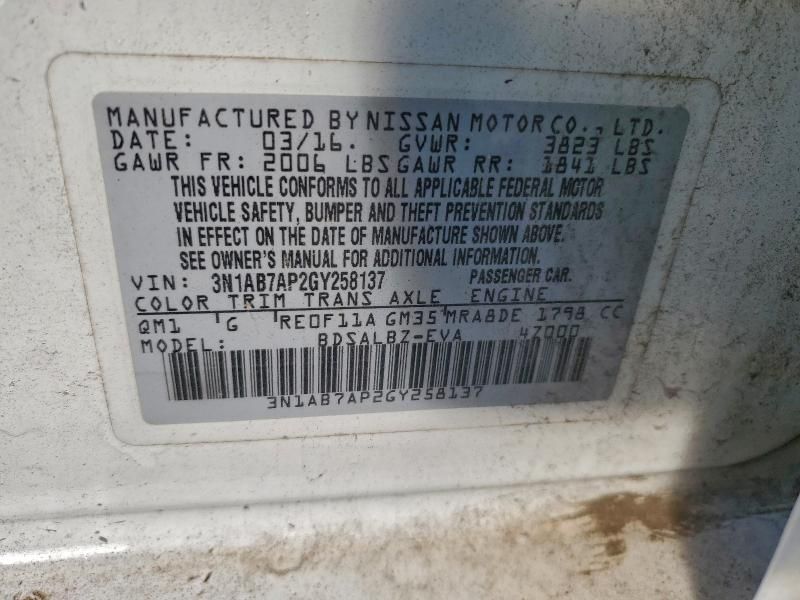 MANUFACTURED BY NISSAN MOTOR CO., LTD.
DATE: 03/16. GVWR: 3823 LBS
GAWR FR: 2006 LBS GAWR RR: 1841 LBS
THIS VEHICLE CONFORMS TO ALL APPLICABLE FEDERAL MOTOR
VEHICLE SAFETY, BUMPER AND THEFT PREVENTION STANDARDS
IN EFFECT ON THE DATE OF MANUFACTURE SHOWN ABOVE.
SEE OWNER'S MANUAL FOR ADDITIONAL INFORMATION.
VIN: 3N1AB7AP2GY258137 PASSENGER CAR.
COLOR TRIM TRANS AXLE ENGINE
QM1 G RE0F11A GM35 MRA8DE 1798 CC
MODEL: BDSALBZ-EVA 4Z000
3N1AB7AP2GY258137